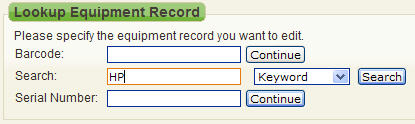 Lookup Equipment Record
Please specify the equipment record you want to edit.
Barcode: Continue
Search: HP Keyword Search
Serial Number: Continue